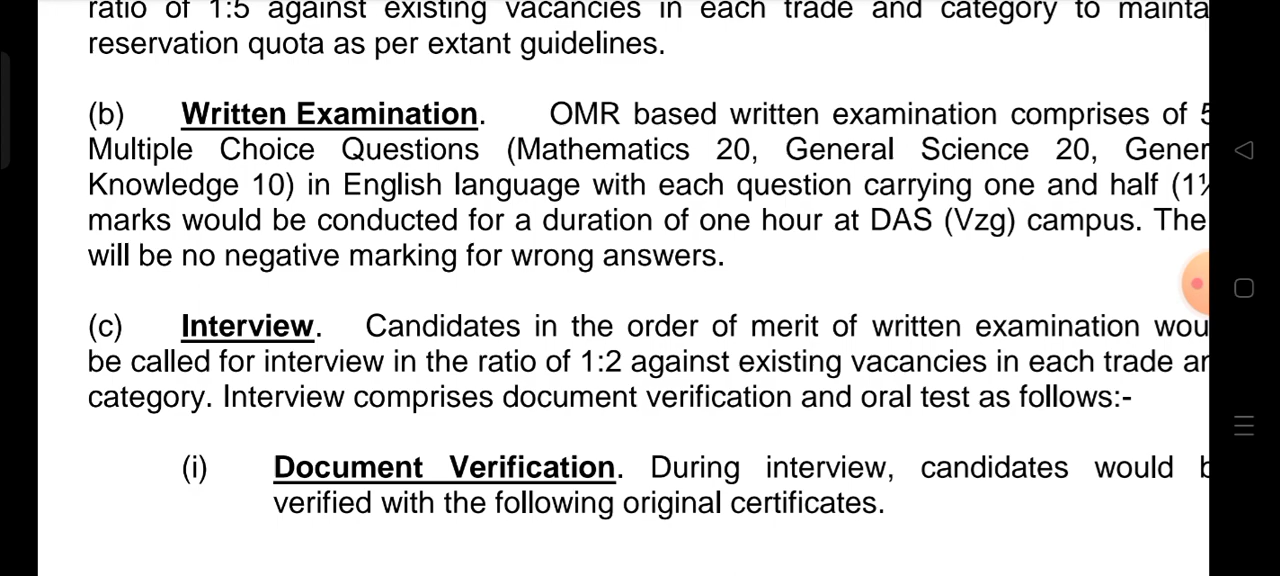 ratio of 1:5 against existing vacancies in each trade and category to mainta
reservation quota as per extant guidelines.
(b) Written Examination. OMR based written examination comprises of 5
Multiple Choice Questions (Mathematics 20, General Science 20, Gener
Knowledge 10) in English language with each question carrying one and half (1½
marks would be conducted for a duration of one hour at DAS (Vzg) campus. The
will be no negative marking for wrong answers.
(c) Interview. Candidates in the order of merit of written examination wou
be called for interview in the ratio of 1:2 against existing vacancies in each trade ar
category. Interview comprises document verification and oral test as follows:-
(i) Document Verification. During interview, candidates would b
verified with the following original certificates.